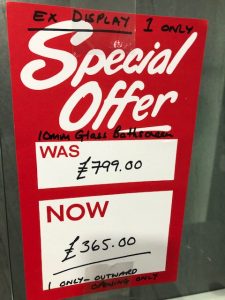 EX DISPLAY 1 ONLY
Special
Offer
10mm Glass Bathscreen
WAS
£799.00
NOW
£365.00
1 ONLY - OUTWARD
OPENING ONLY